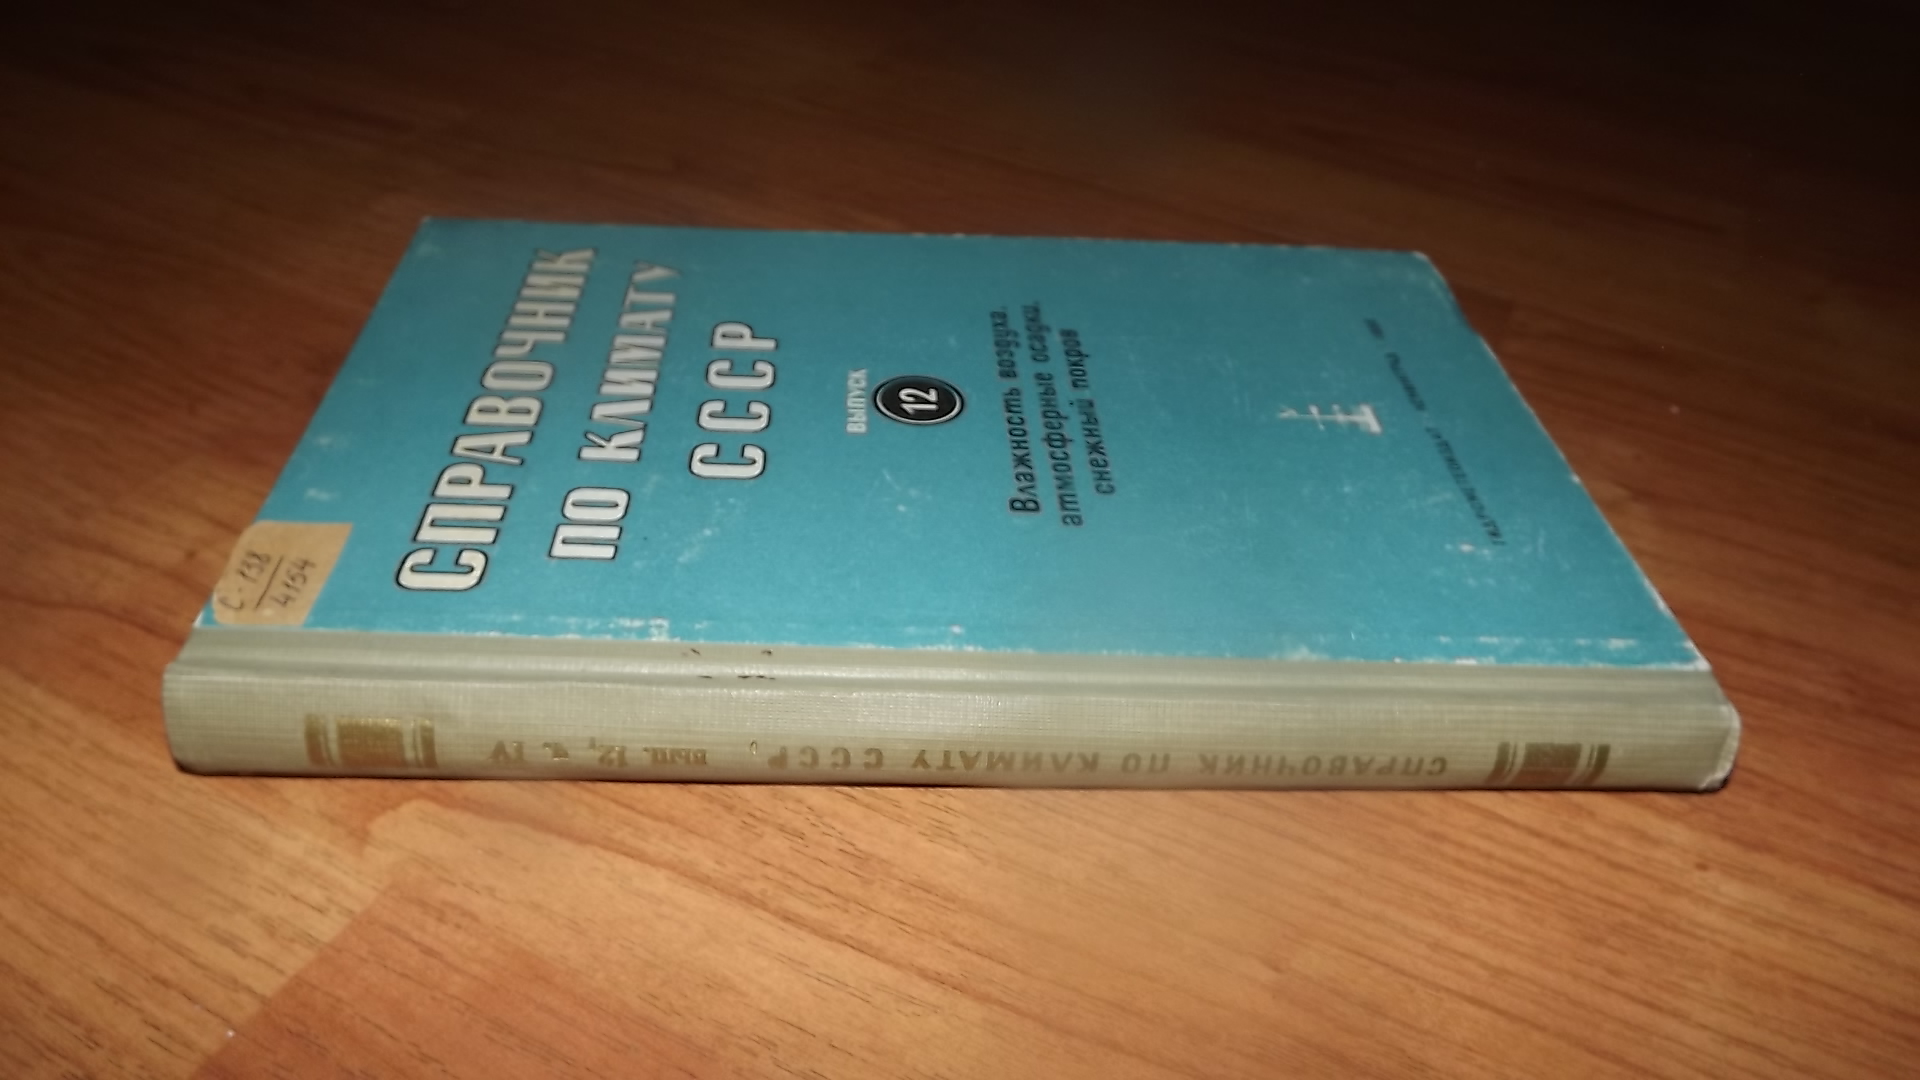 С-138
4154
СПРАВОЧНИК
ПО КЛИМАТУ
СССР
ВЫПУСК
12
Влажность воздуха,
атмосферные осадки,
снежный покров
СПРАВОЧНИК ПО КЛИМАТУ СССР, вып. 12, ч. IV